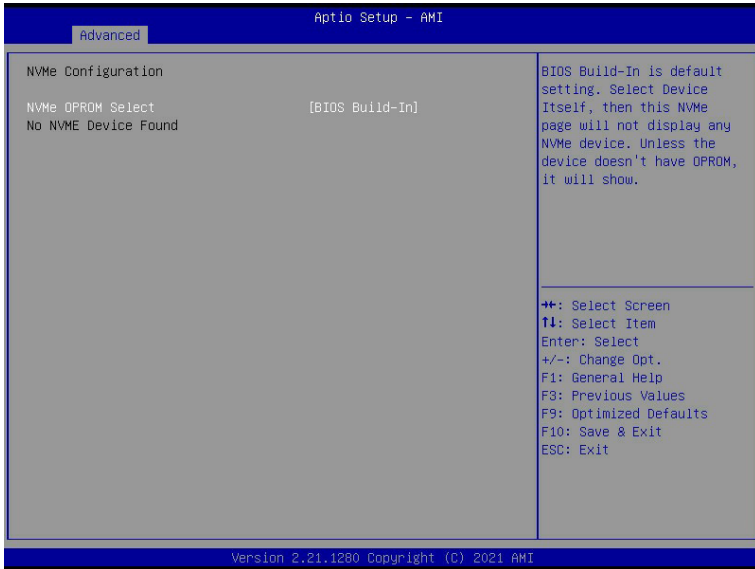 Aptio Setup - AMI
Advanced
NVMe Configuration
NVMe OPROM Select [BIOS Build-In]
No NVME Device Found
BIOS Build-In is default
setting. Select Device
Itself, then this NVMe
page will not display any
NVMe device. Unless the
device doesn't have OPROM,
it will show.
→←: Select Screen
↑↓: Select Item
Enter: Select
+/-: Change Opt.
F1: General Help
F3: Previous Values
F9: Optimized Defaults
F10: Save & Exit
ESC: Exit
Version 2.21.1280 Copyright (C) 2021 AMI